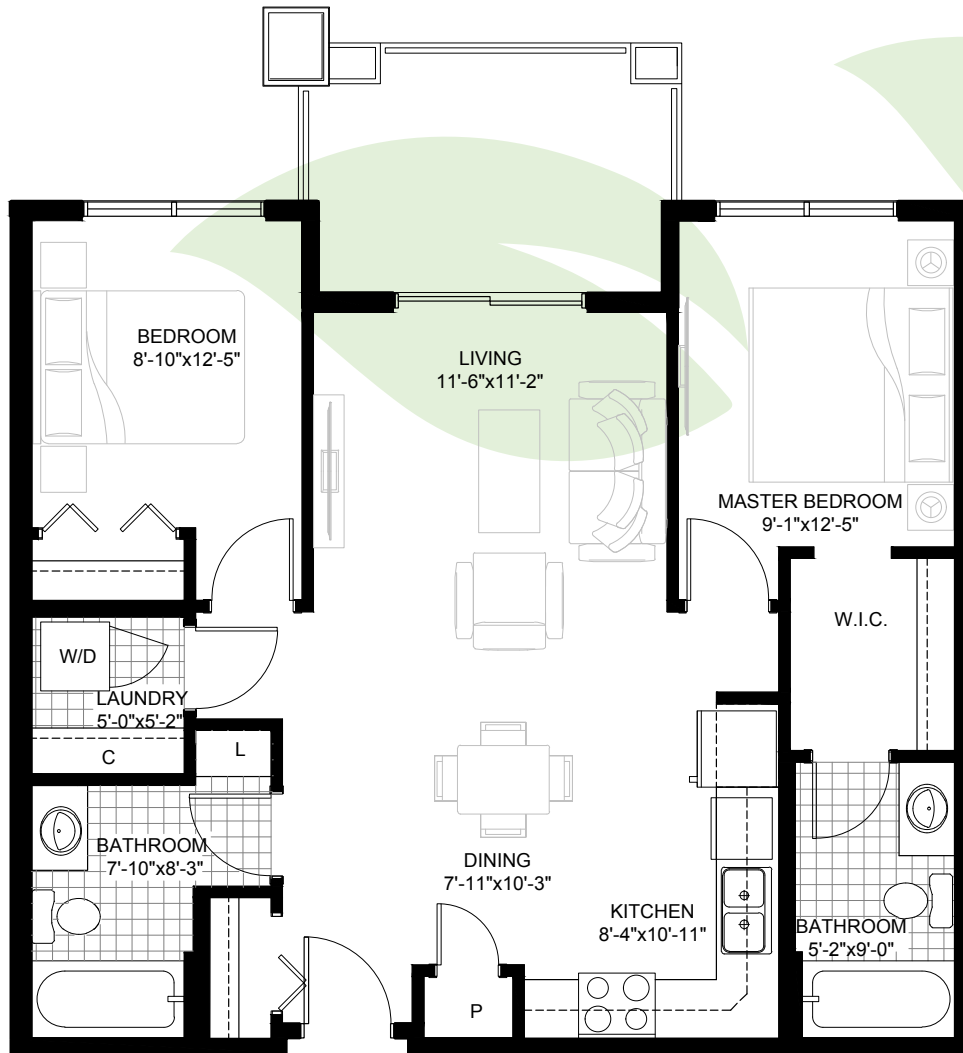 BEDROOM
8'-10"x12'-5"
LIVING
11'-6"x11'-2"
MASTER BEDROOM
9'-1"x12'-5"
W.I.C.
W/D
LAUNDRY
5'-0"x5'-2"
C
L
BATHROOM
7'-10"x8'-3"
DINING
7'-11"x10'-3"
KITCHEN
8'-4"x10'-11"
BATHROOM
5'-2"x9'-0"
P